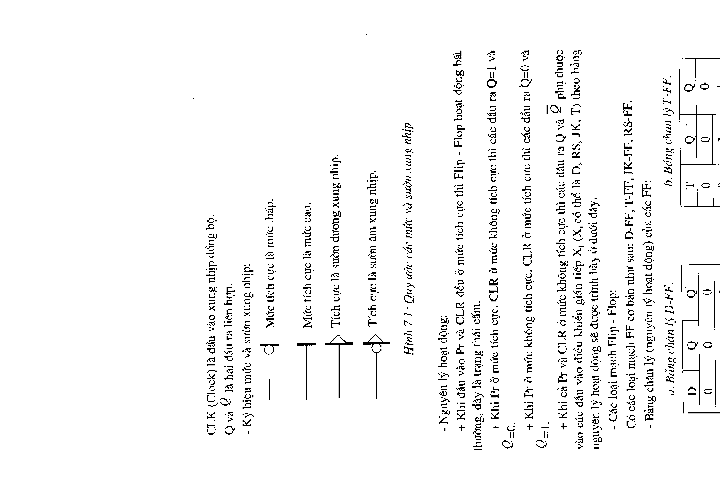 CLK (Clock) là đầu vào xung nhịp đồng bộ.
Q và Q̅ là hai đầu ra liên hợp.
- Ký hiệu mức và sườn xung nhịp:
Mức tích cực là mức thấp.
Mức tích cực là mức cao.
Tích cực là sườn dương xung nhịp.
Tích cực là sườn âm xung nhịp.
Hình 7.1: Quy ước các mức và sườn xung nhịp
- Nguyên lý hoạt động:
+ Khi đầu vào Pr và CLR đều ở mức tích cực thì Flip - Flop hoạt động bất
thường, đây là trạng thái cấm.
+ Khi Pr ở mức tích cực, CLR ở mức không tích cực thì các đầu ra Q=1 và
Q̅=0.
+ Khi Pr ở mức không tích cực, CLR ở mức tích cực thì các đầu ra Q=0 và
Q̅=1.
+ Khi cả Pr và CLR ở mức không tích cực thì các đầu ra Q và Q̅ phụ thuộc
vào các đầu vào điều khiển gián tiếp Xᵢ (Xᵢ có thể là D, RS, JK, T) theo bảng
nguyên lý hoạt động sẽ được trình bày ở dưới đây.
- Các loại mạch Flip - Flop:
Có các loại mạch FF cơ bản như sau: D-FF, T-FF, JK-FF, RS-FF.
- Bảng chân lý (nguyên lý hoạt động) của các FF:
a. Bảng chân lý D-FF. b. Bảng chân lý T-FF.
D Q Q T Q Q
0 0 0 0 0